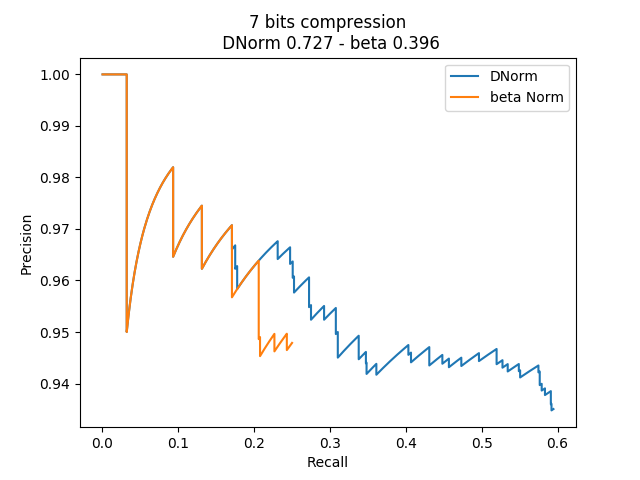 7 bits compression
DNorm 0.727 - beta 0.396
DNorm
beta Norm
1.00
0.99
0.98
0.97
0.96
0.95
0.94
Precision
0.0 0.1 0.2 0.3 0.4 0.5 0.6
Recall